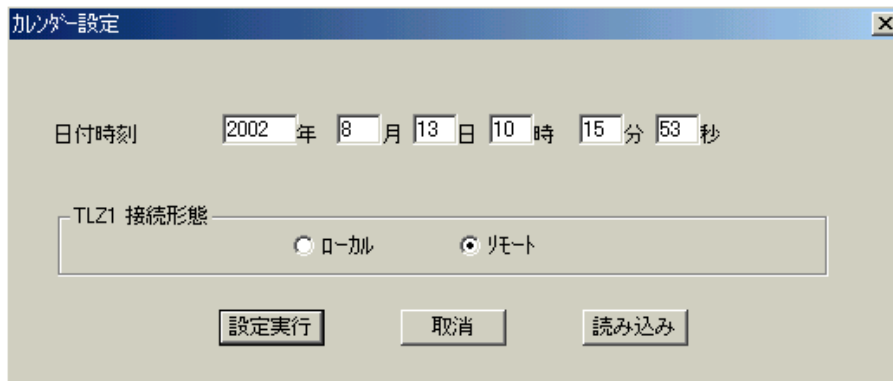 カレンダー設定
日付時刻 2002 年 8 月 13 日 10 時 15 分 53 秒
TLZ1 接続形態
ローカル リモート
設定実行 取消 読み込み